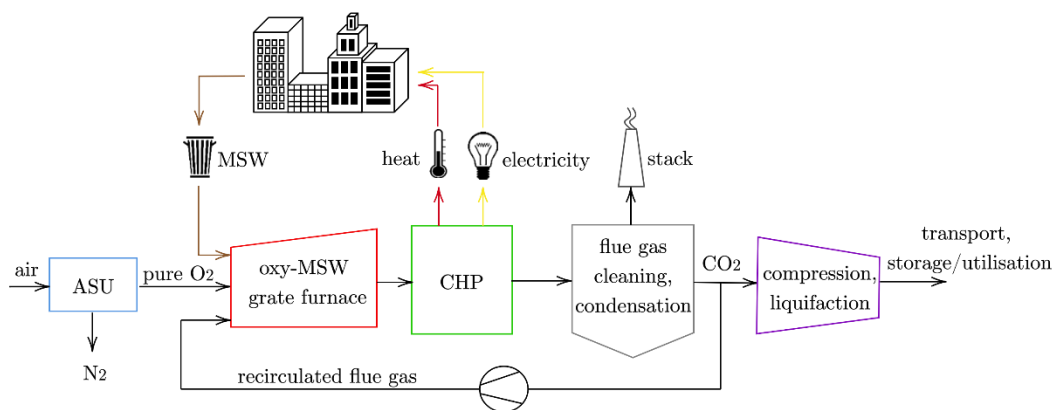 MSW
heat
electricity
stack
air
ASU
pure O2
N2
oxy-MSW
grate furnace
CHP
flue gas
cleaning,
condensation
CO2
compression,
liquifaction
transport,
storage/utilisation
recirculated flue gas